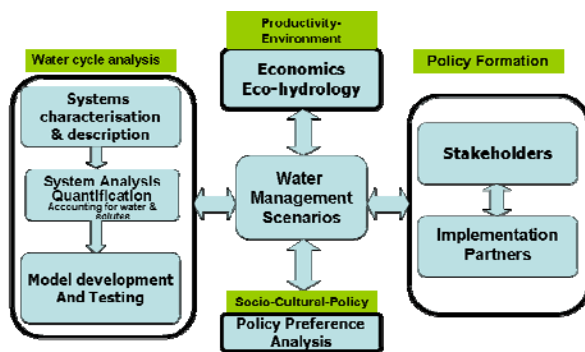 Productivity-
Environment
Economics
Eco-hydrology
Water cycle analysis
Systems
characterisation
& description
System Analysis
Quantification
Accounting for water &
solutes
Model development
And Testing
Water
Management
Scenarios
Policy Formation
Stakeholders
Implementation
Partners
Socio-Cultural-Policy
Policy Preference
Analysis